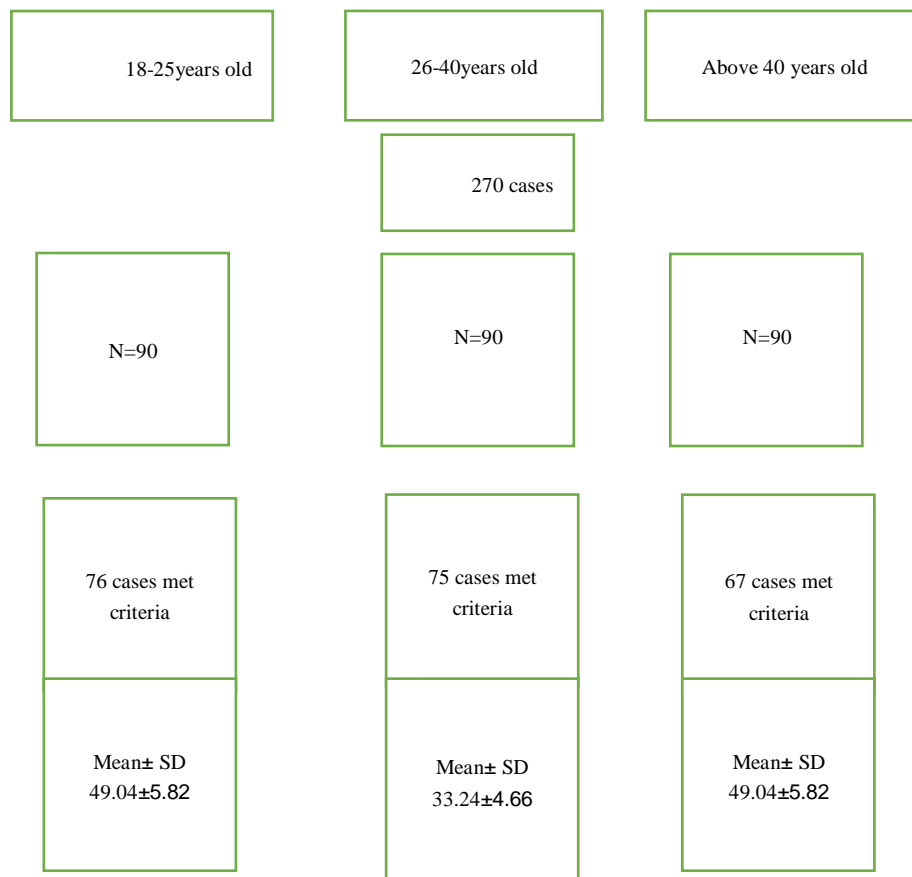 18-25years old
26-40years old
Above 40 years old
270 cases
N=90
N=90
N=90
76 cases met
criteria
75 cases met
criteria
67 cases met
criteria
Mean± SD
49.04±5.82
Mean± SD
33.24±4.66
Mean± SD
49.04±5.82